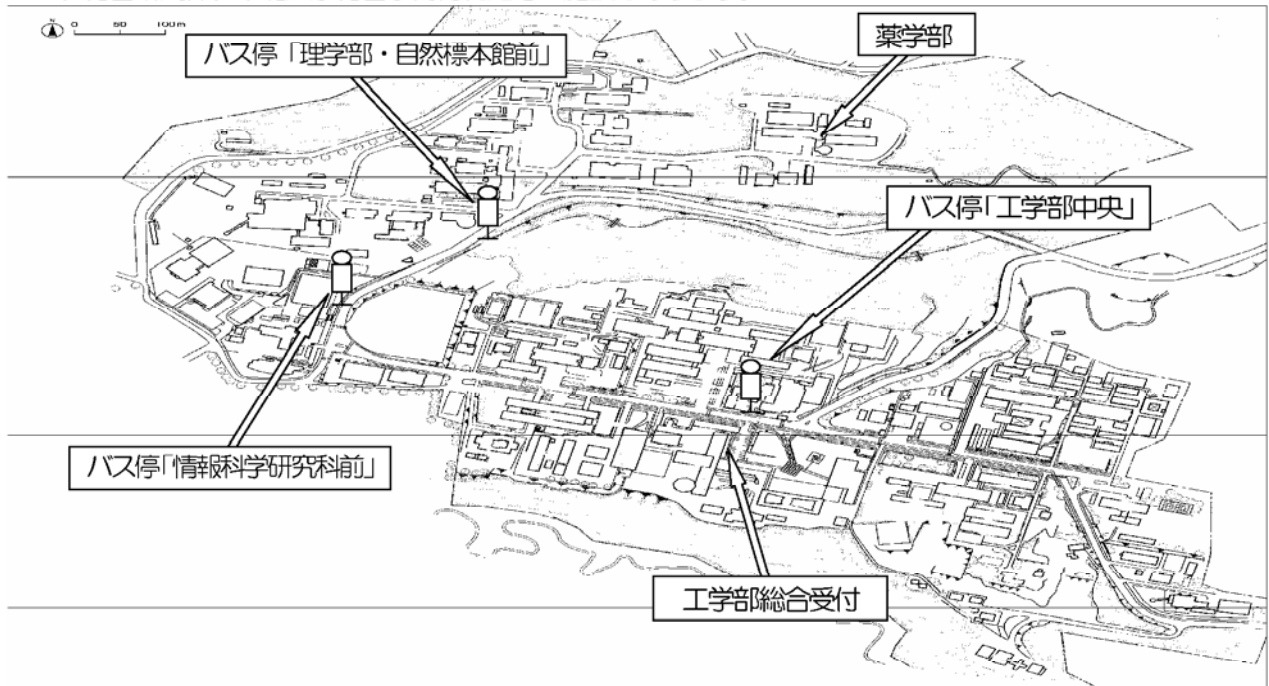 N
0 50 100m
薬学部
バス停「理学部・自然標本館前」
バス停「工学部中央」
バス停「情報科学研究科前」
工学部総合受付